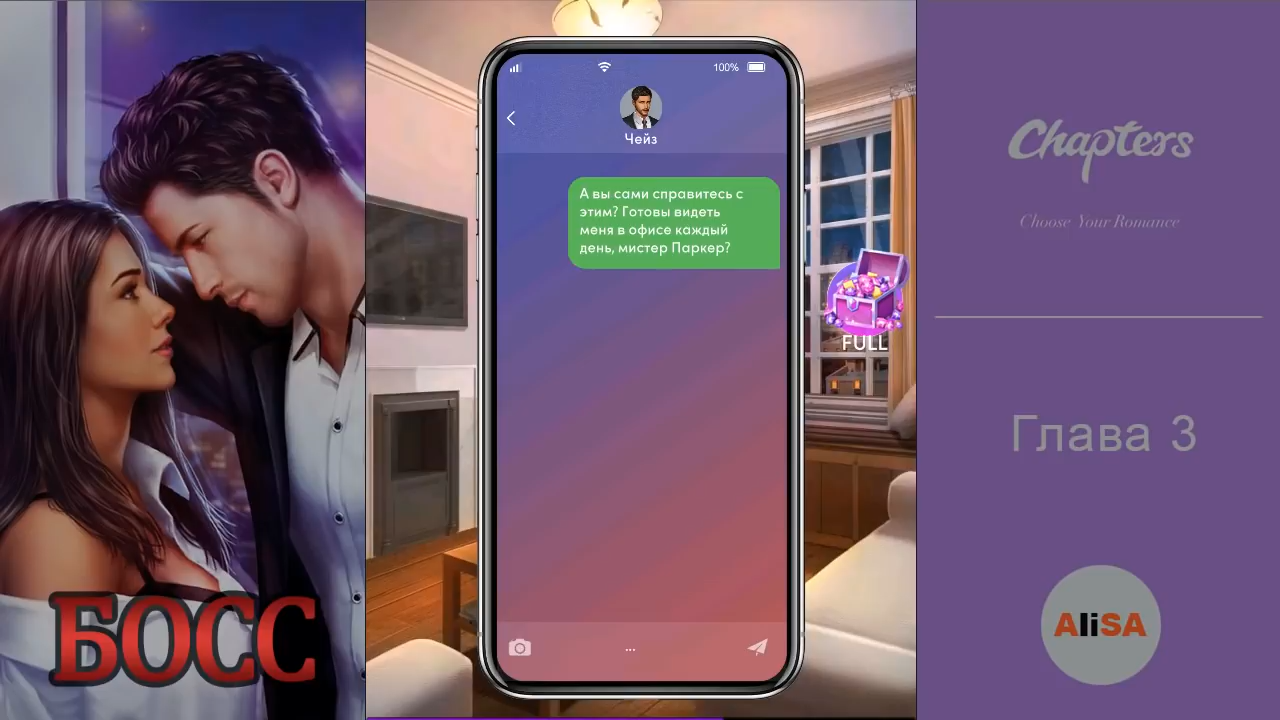 100%
Чейз
А вы сами справитесь с
этим? Готовы видеть
меня в офисе каждый
день, мистер Паркер?
FULL
...
БОСС
Chapters
Choose Your Romance
Глава 3
AliSA